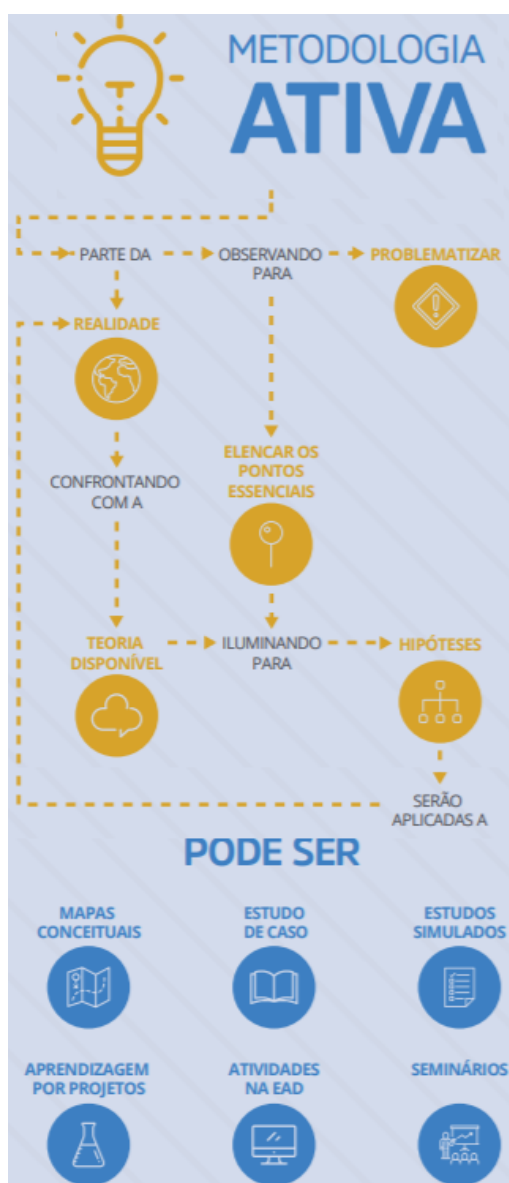 METODOLOGIA
ATIVA
PARTE DA
OBSERVANDO
PARA
PROBLEMATIZAR
REALIDADE
CONFRONTANDO
COM A
ELENCAR OS
PONTOS
ESSENCIAIS
TEORIA
DISPONÍVEL
ILUMINANDO
PARA
HIPÓTESES
SERÃO
APLICADAS A
PODE SER
MAPAS
CONCEITUAIS
ESTUDO
DE CASO
ESTUDOS
SIMULADOS
APRENDIZAGEM
POR PROJETOS
ATIVIDADES
NA EAD
SEMINÁRIOS